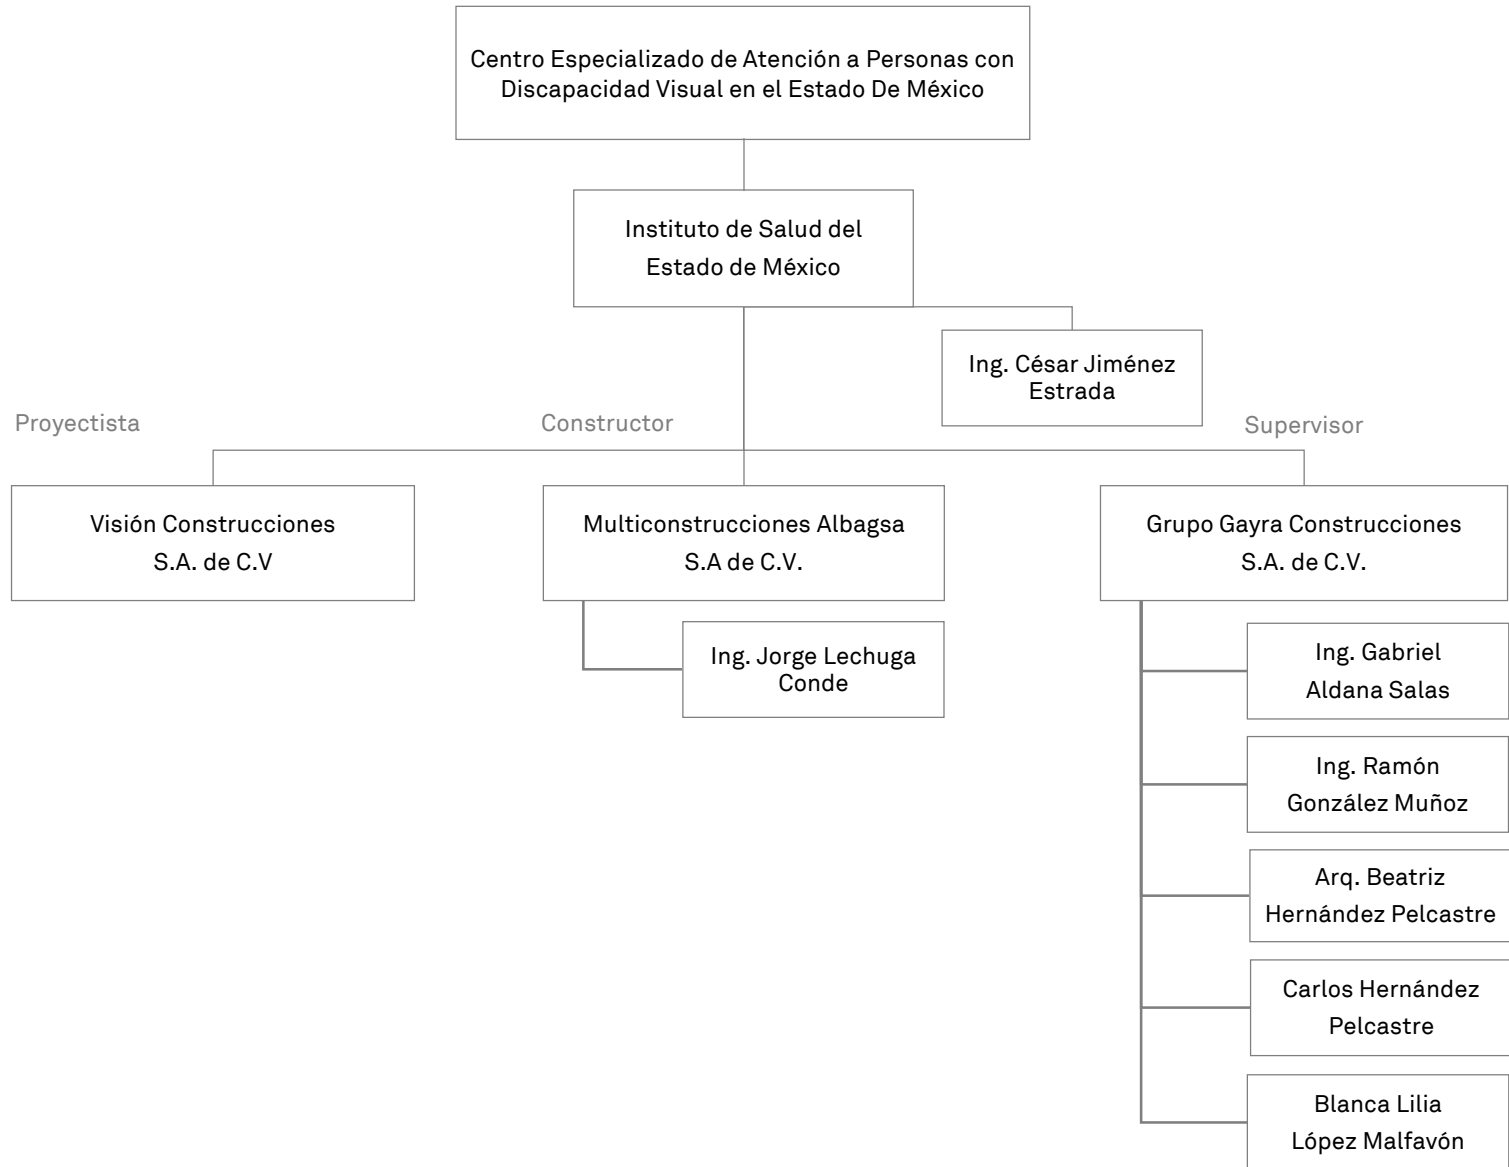 Centro Especializado de Atención a Personas con
Discapacidad Visual en el Estado De México
Instituto de Salud del
Estado de México
Ing. César Jiménez
Estrada
Proyectista
Constructor
Supervisor
Visión Construcciones
S.A. de C.V
Multiconstrucciones Albagsa
S.A de C.V.
Grupo Gayra Construcciones
S.A. de C.V.
Ing. Jorge Lechuga
Conde
Ing. Gabriel
Aldana Salas
Ing. Ramón
González Muñoz
Arq. Beatriz
Hernández Pelcastre
Carlos Hernández
Pelcastre
Blanca Lilia
López Malfavón